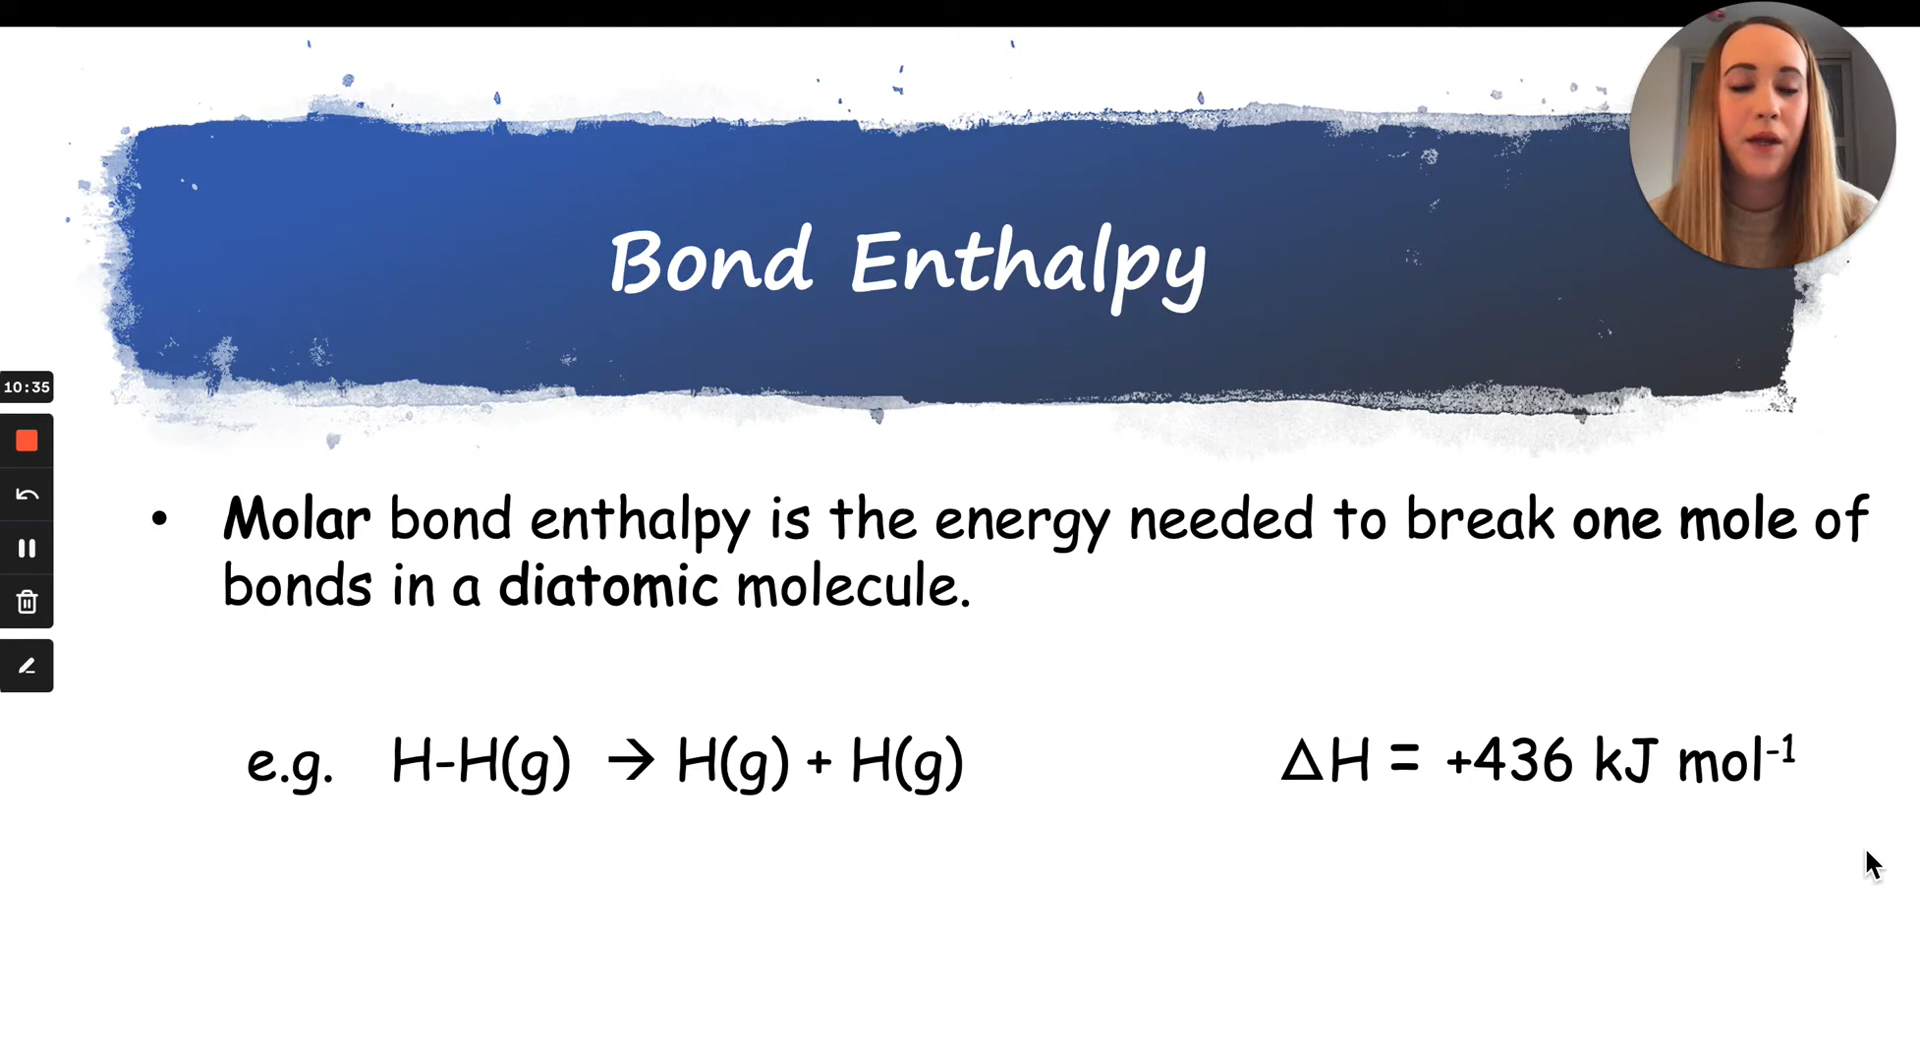 Bond Enthalpy
10:35
• Molar bond enthalpy is the energy needed to break one mole of
bonds in a diatomic molecule.
e.g. H-H(g) → H(g) + H(g) ΔH = +436 kJ mol⁻¹